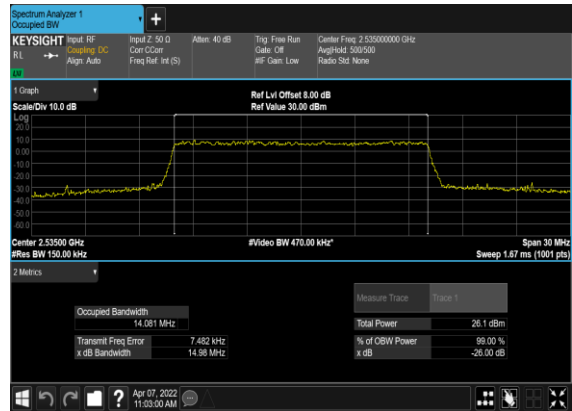 Spectrum Analyzer 1
Occupied BW
+
KEYSIGHT Input: RF Input Z: 50 Ω Atten: 40 dB Trig: Free Run Center Freq: 2.535000000 GHz
RL Coupling: DC Corr CCorr Gate: Off Avg|Hold: 500/500
Align: Auto Freq Ref: Int (S) #IF Gain: Low Radio Std: None
1 Graph
Scale/Div 10.0 dB
Ref Lvl Offset 8.00 dB
Ref Value 30.00 dBm
Log
20.0
10.0
0.00
-10.0
-20.0
-30.0
-40.0
-50.0
-60.0
Center 2.53500 GHz #Video BW 470.00 kHz* Span 30 MHz
#Res BW 150.00 kHz Sweep 1.67 ms (1001 pts)
2 Metrics
Measure Trace Trace 1
Occupied Bandwidth
14.081 MHz
Total Power 26.1 dBm
Transmit Freq Error 7.482 kHz % of OBW Power 99.00 %
x dB Bandwidth 14.98 MHz x dB -26.00 dB
? Apr 07, 2022
11:03:00 AM